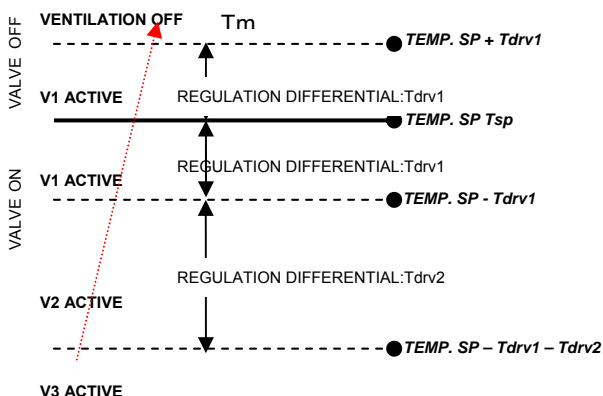 VENTILATION OFF
Tm
TEMP. SP + Tdrv1
VALVE OFF
V1 ACTIVE
REGULATION DIFFERENTIAL:Tdrv1
TEMP. SP Tsp
VALVE ON
V1 ACTIVE
REGULATION DIFFERENTIAL:Tdrv1
TEMP. SP - Tdrv1
REGULATION DIFFERENTIAL:Tdrv2
V2 ACTIVE
TEMP. SP – Tdrv1 – Tdrv2
V3 ACTIVE